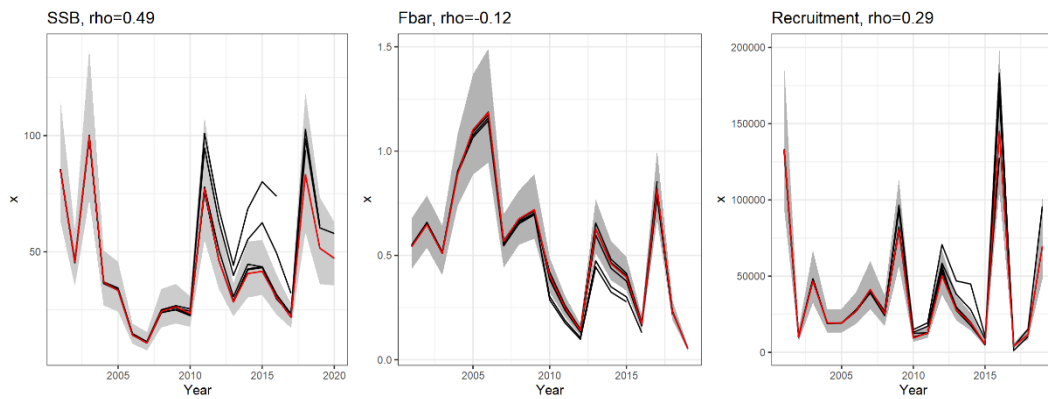 SSB, rho=0.49
x
100
50
2005
2010
2015
2020
Year
Fbar, rho=-0.12
x
1.5
1.0
0.5
0.0
2005
2010
2015
Year
Recruitment, rho=0.29
x
200000
150000
100000
50000
0
2005
2010
2015
Year